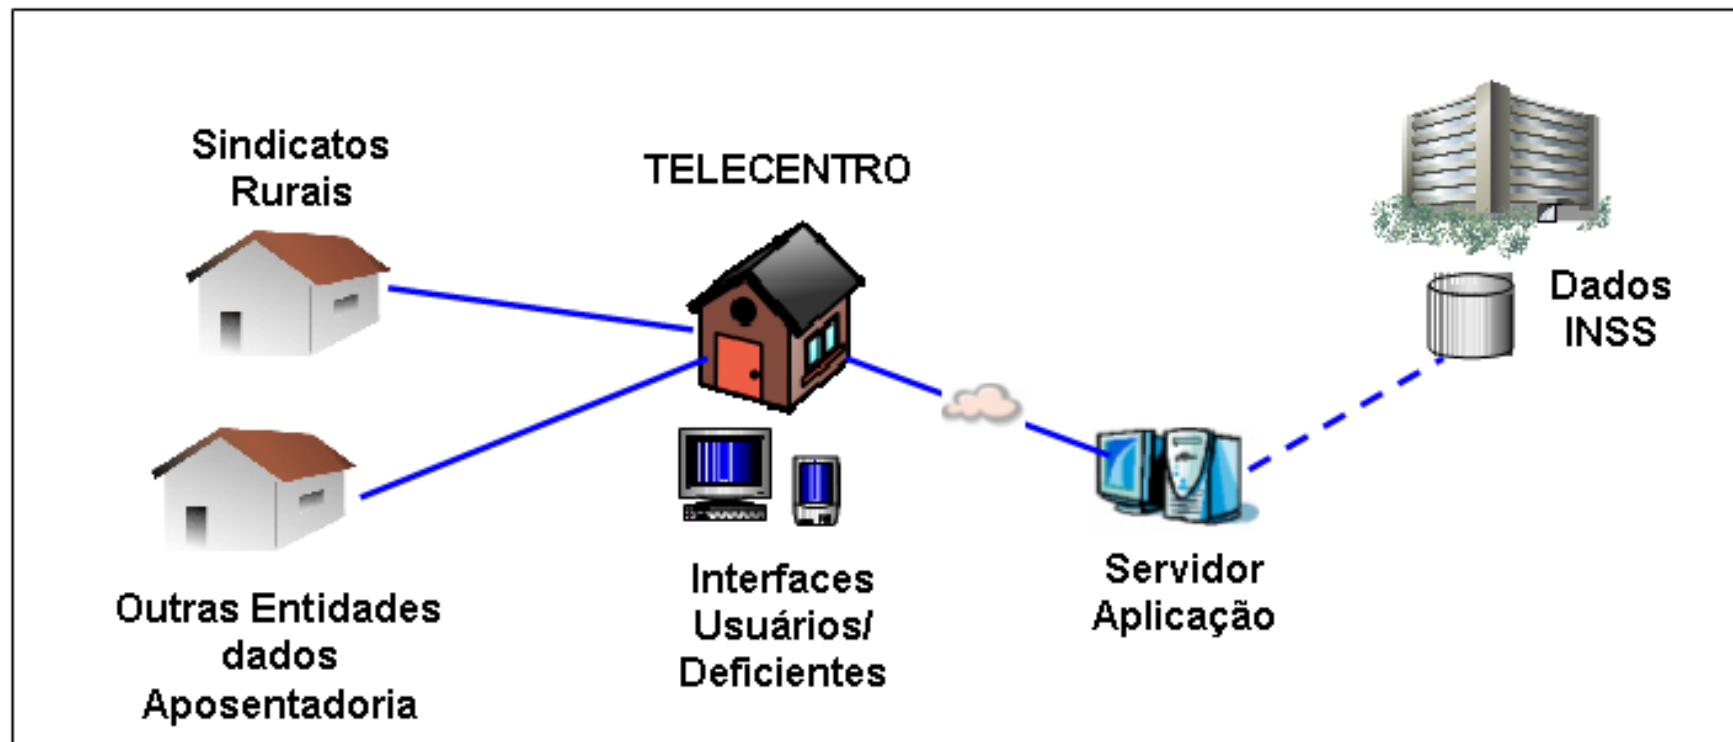 Sindicatos
Rurais
TELECENTRO
Dados
INSS
Outras Entidades
dados
Aposentadoria
Interfaces
Usuários/
Deficientes
Servidor
Aplicação